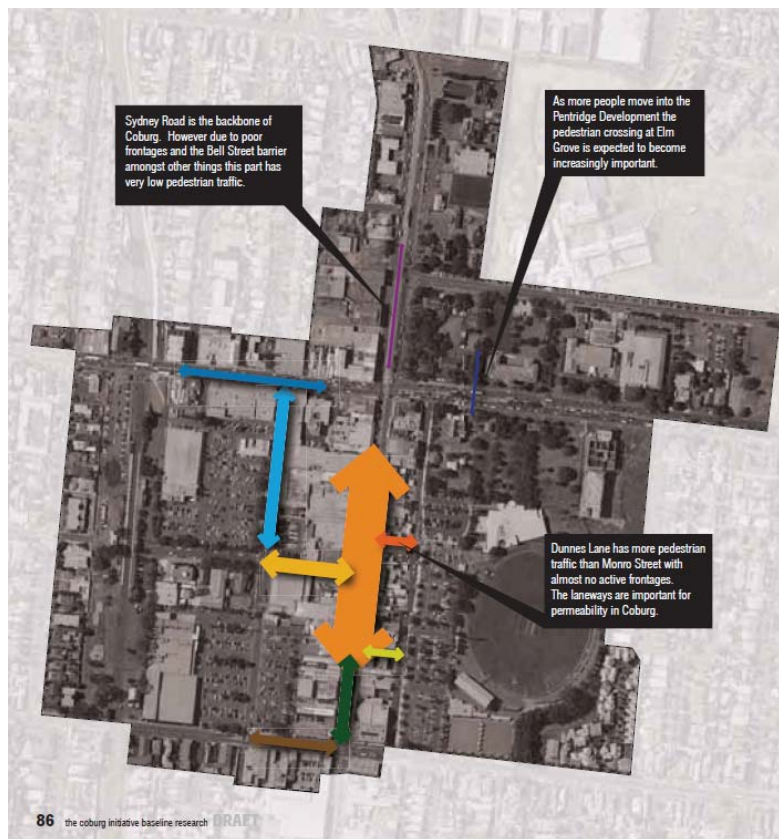 Sydney Road is the backbone of
Coburg. However due to poor
frontages and the Bell Street barrier
amongst other things this part has
very low pedestrian traffic.
As more people move into the
Pentridge Development the
pedestrian crossing at Elm
Grove is expected to become
increasingly important.
Dunnes Lane has more pedestrian
traffic than Monro Street with
almost no active frontages.
The laneways are important for
permeability in Coburg.
86 the coburg initiative baseline research DRAFT